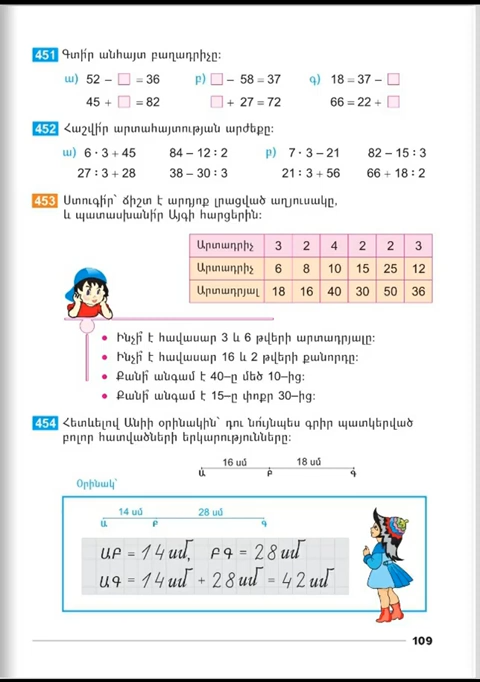 451 Գտի՛ր անհայտ բաղադրիչը:
ա) 52 – □ = 36 բ) □ – 58 = 37 գ) 18 = 37 – □
45 + □ = 82 □ + 27 = 72 66 = 22 + □
452 Հաշվի՛ր արտահայտության արժեքը:
ա) 6 · 3 + 45 84 – 12 : 2 բ) 7 · 3 – 21 82 – 15 : 3
27 : 3 + 28 38 – 30 : 3 21 : 3 + 56 66 + 18 : 2
453 Ստուգի՛ր՝ ճիշտ է արդյոք լրացված աղյուսակը,
և պատասխանի՛ր Այգի հարցերին:
Արտադրիչ 3 2 4 2 2 3
Արտադրիչ 6 8 10 15 25 12
Արտադրյալ 18 16 40 30 50 36
• Ինչի՞ է հավասար 3 և 6 թվերի արտադրյալը:
• Ինչի՞ է հավասար 16 և 2 թվերի քանորդը:
• Քանի՞ անգամ է 40-ը մեծ 10-ից:
• Քանի՞ անգամ է 15-ը փոքր 30-ից:
454 Հետևելով Անիի օրինակին՝ դու նույնպես գրիր պատկերված
բոլոր հատվածների երկարությունները:
16 սմ 18 սմ
Ա Բ Գ
Օրինակ՝
14 սմ 28 սմ
Ա Բ Գ
ԱԲ = 14 սմ, ԲԳ = 28 սմ
ԱԳ = 14 սմ + 28 սմ = 42 սմ
109